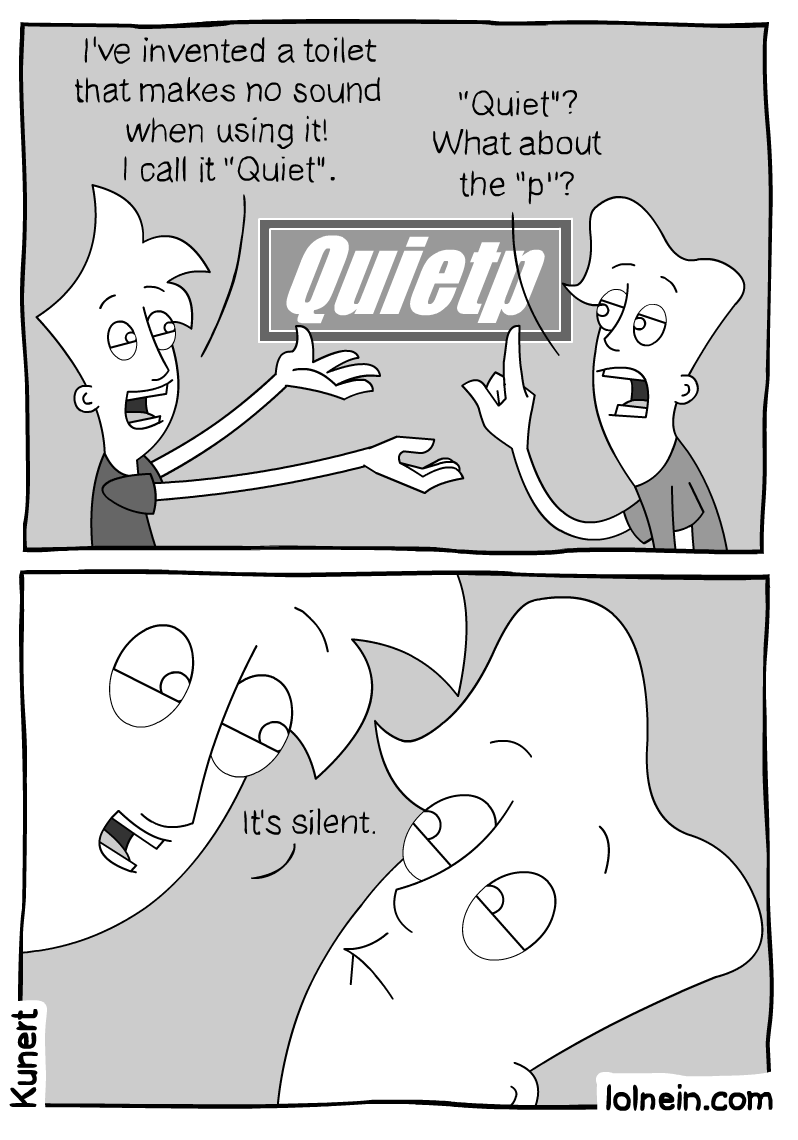 I've invented a toilet
that makes no sound
when using it!
I call it "Quiet".
"Quiet"?
What about
the "p"?
Quietp
It's silent.
Kunert
lolnein.com